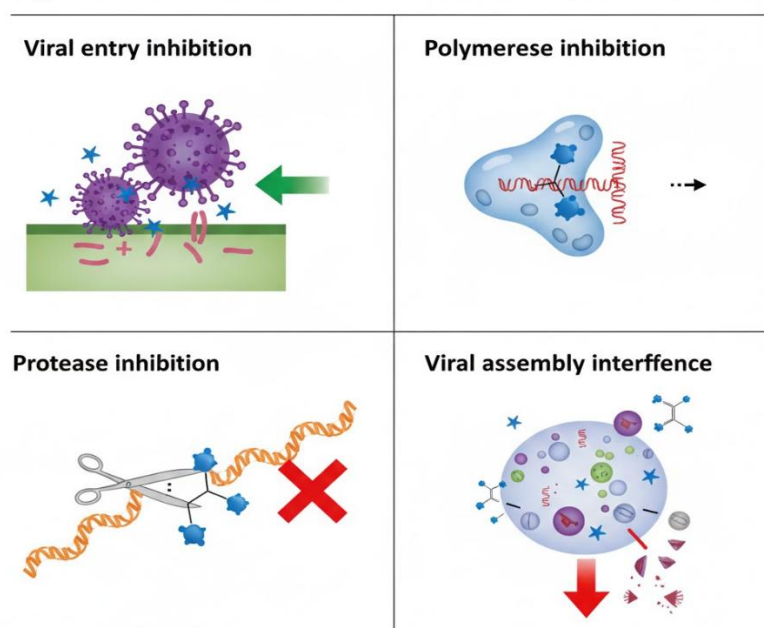 Viral entry inhibition
Polymerese inhibition
Protease inhibition
Viral assembly interffence